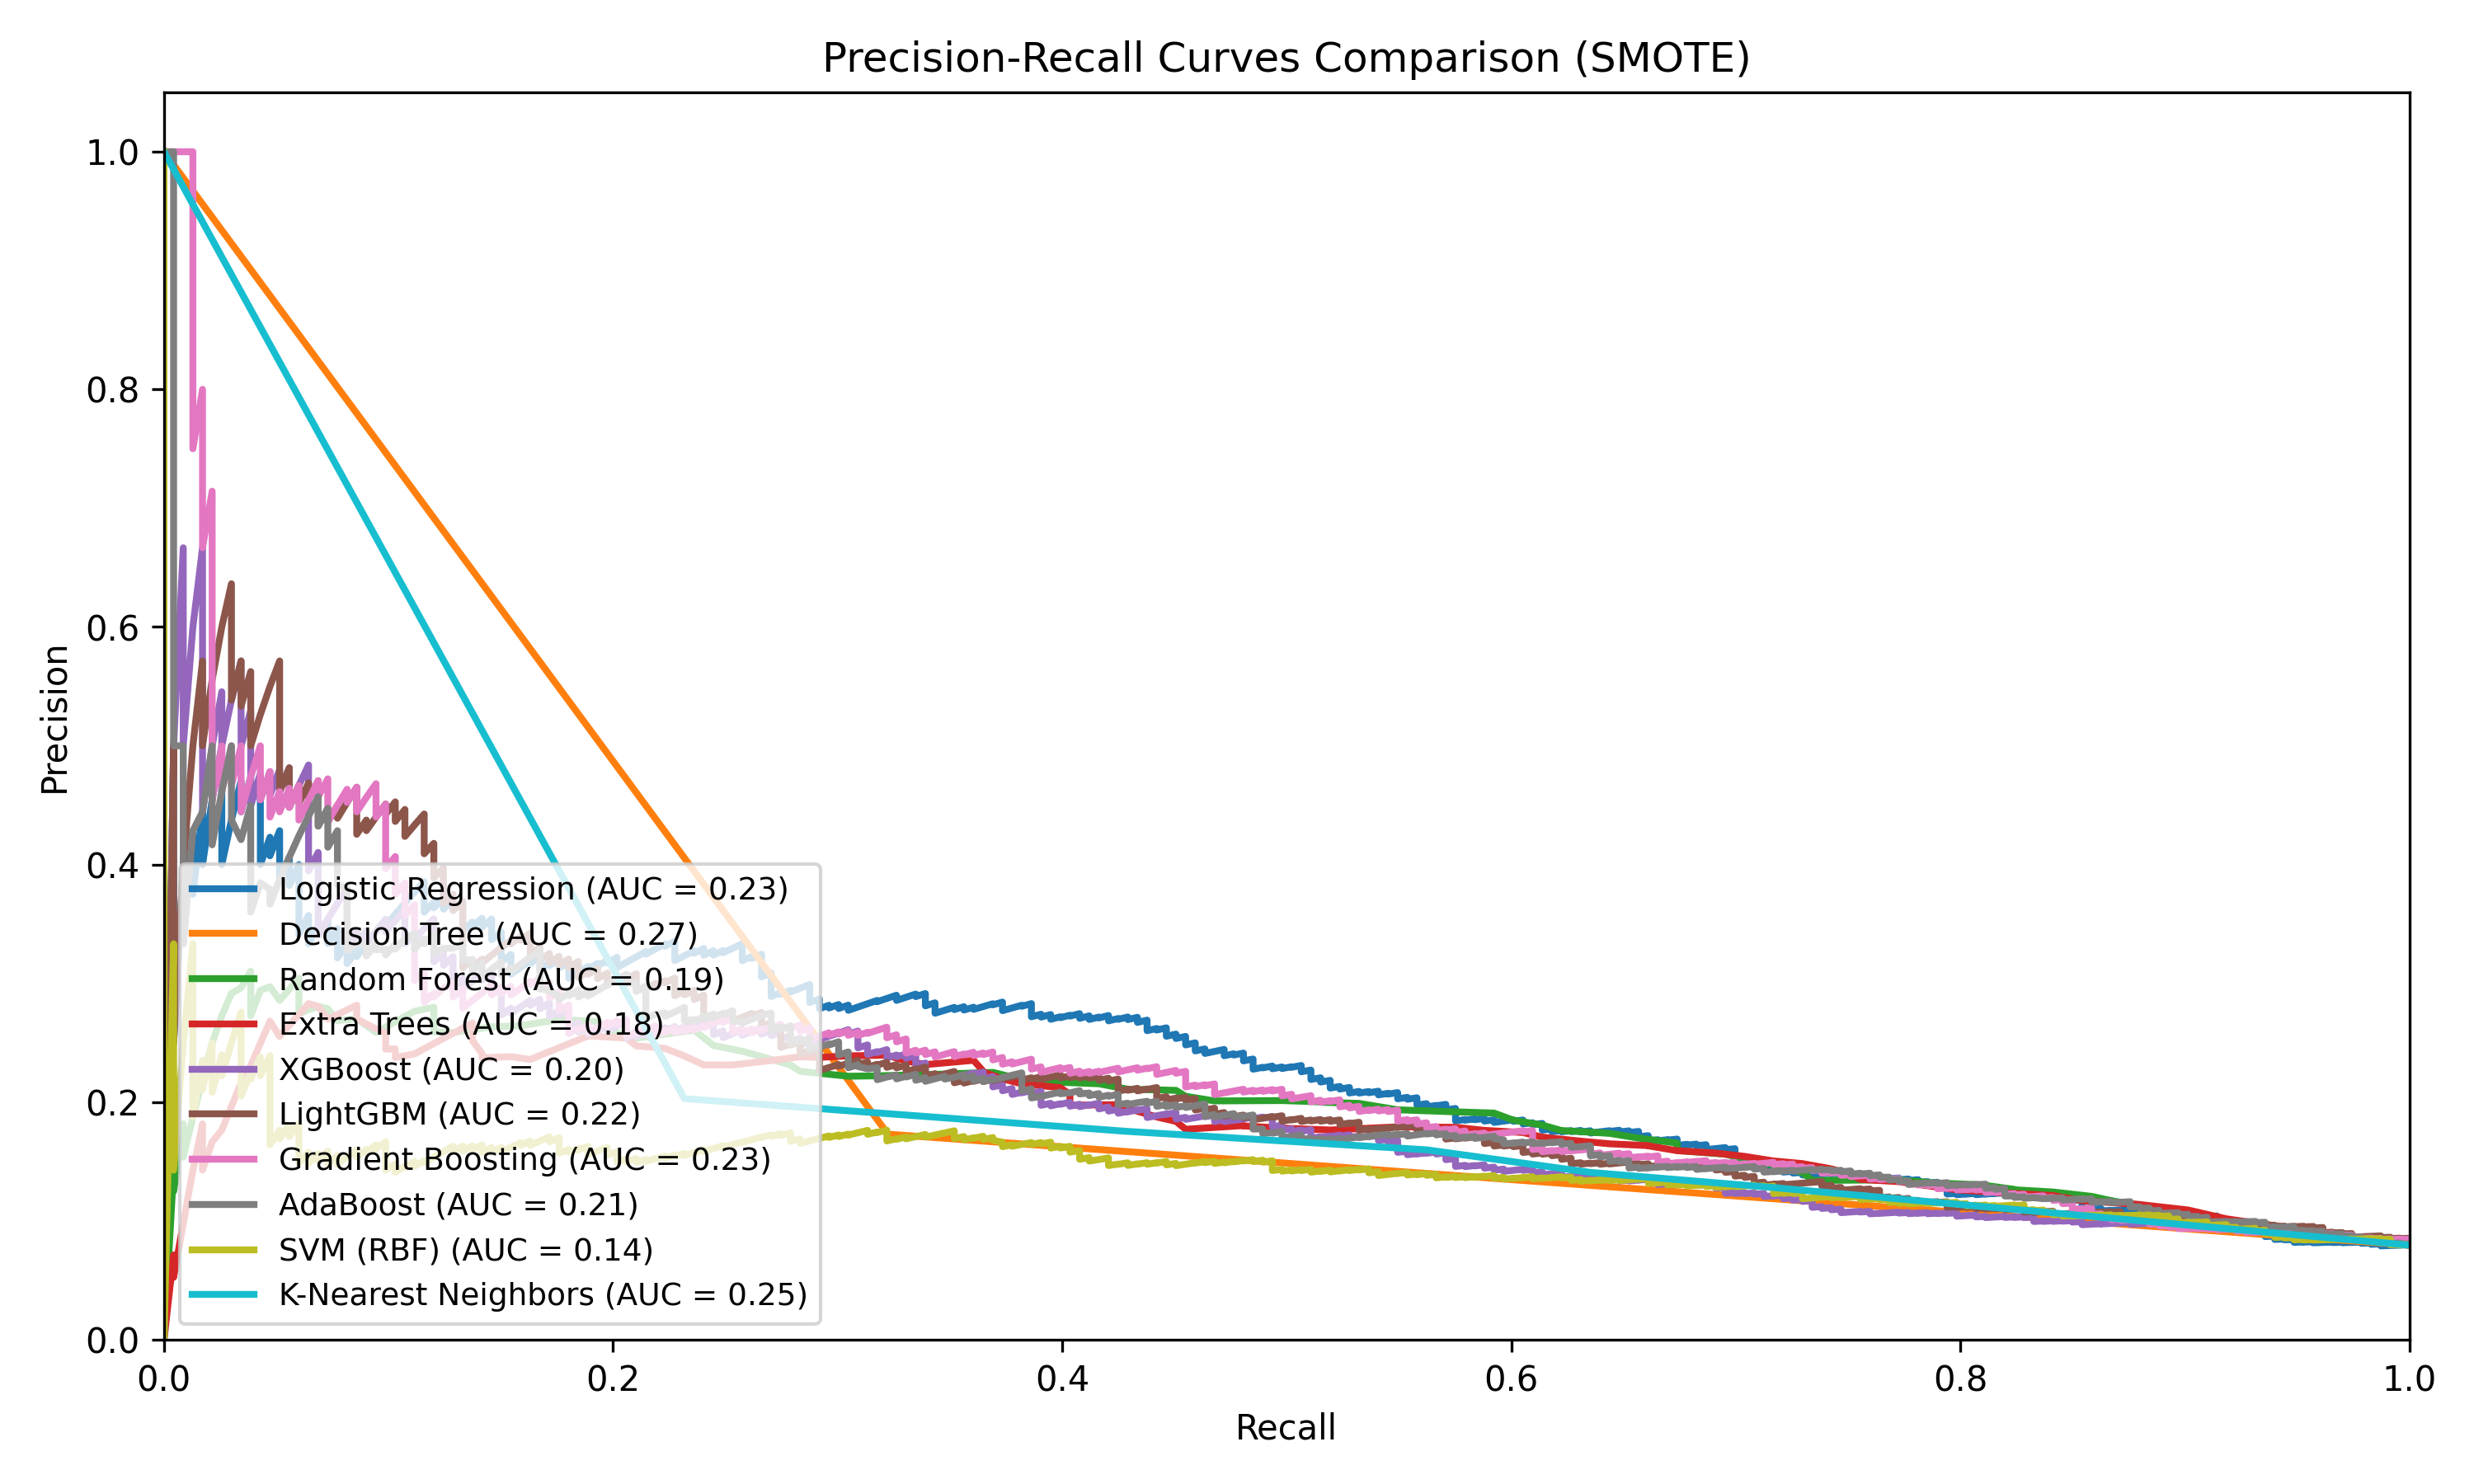 Precision-Recall Curves Comparison (SMOTE)
1.0
0.8
0.6
0.4
0.2
0.0
Precision
Logistic Regression (AUC = 0.23)
Decision Tree (AUC = 0.27)
Random Forest (AUC = 0.19)
Extra Trees (AUC = 0.18)
XGBoost (AUC = 0.20)
LightGBM (AUC = 0.22)
Gradient Boosting (AUC = 0.23)
AdaBoost (AUC = 0.21)
SVM (RBF) (AUC = 0.14)
K-Nearest Neighbors (AUC = 0.25)
0.0 0.2 0.4 0.6 0.8 1.0
Recall